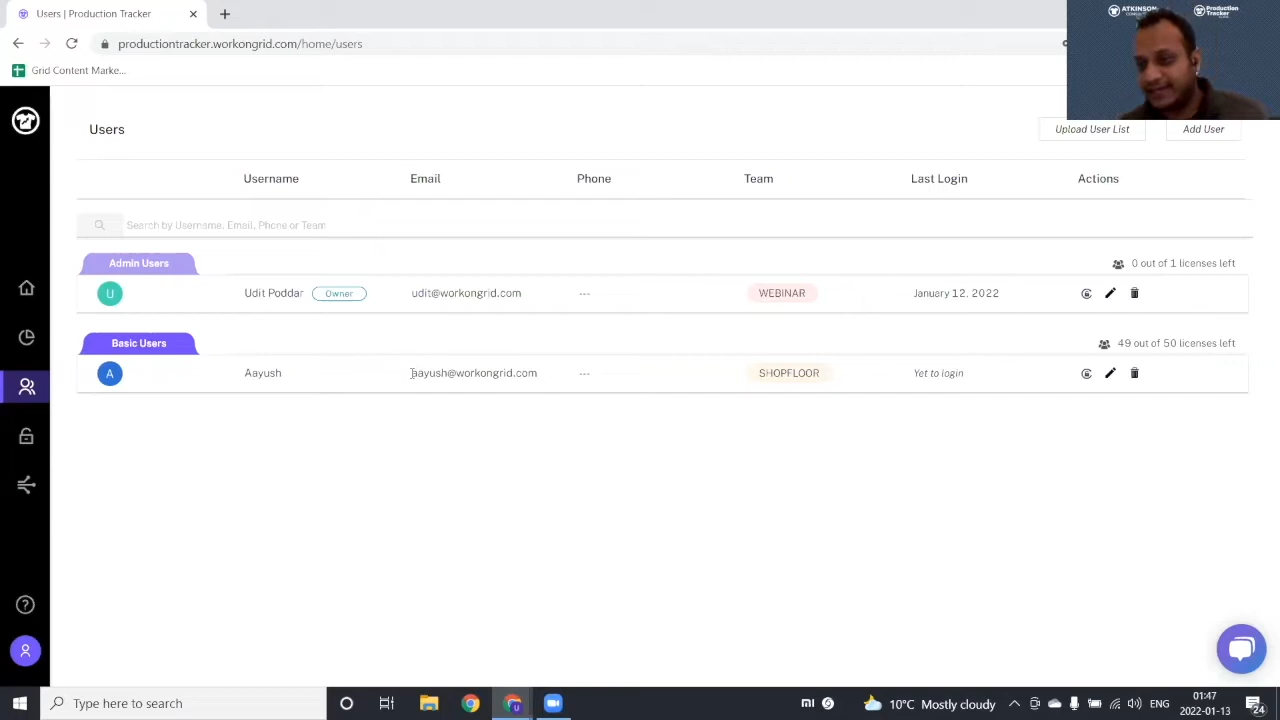 Users | Production Tracker
ATKINSON
Production Tracker
productiontracker.workongrid.com/home/users
Grid Content Marke...
Users
Upload User List
Add User
Username Email Phone Team Last Login Actions
Search by Username, Email, Phone or Team
Admin Users
0 out of 1 licenses left
U Udit Poddar Owner udit@workongrid.com --- WEBINAR January 12, 2022
Basic Users
49 out of 50 licenses left
A Aayush aayush@workongrid.com --- SHOPFLOOR Yet to login
Type here to search
10°C Mostly cloudy
ENG
01:47
2022-01-13
24